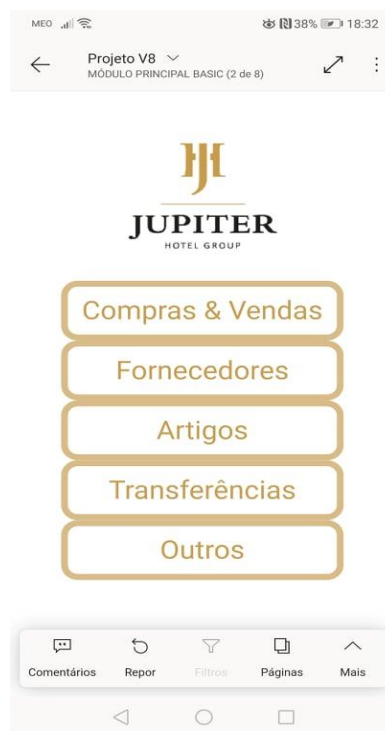 MEO 38% 18:32
Projeto V8
MÓDULO PRINCIPAL BASIC (2 de 8)
JUPITER
HOTEL GROUP
Compras & Vendas
Fornecedores
Artigos
Transferências
Outros
Comentários Repor Filtros Páginas Mais